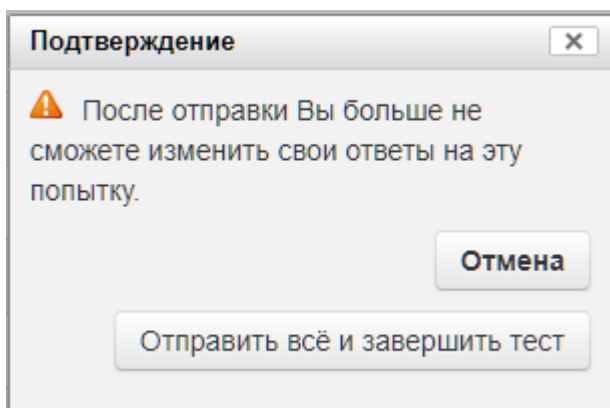 Подтверждение
После отправки Вы больше не
сможете изменить свои ответы на эту
попытку.
Отмена
Отправить всё и завершить тест